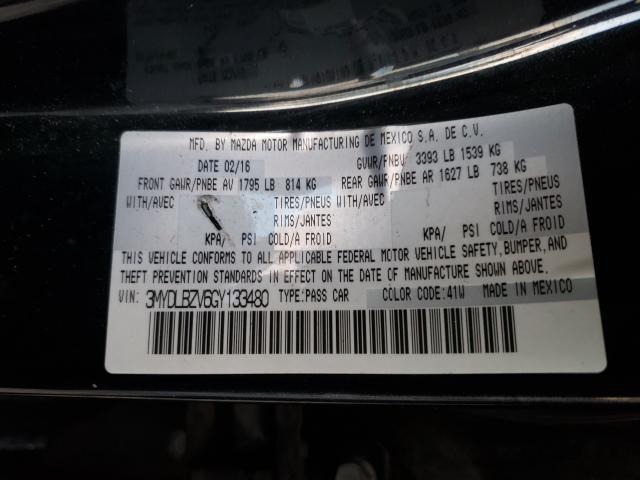 MFD. BY MAZDA MOTOR MANUFACTURING DE MEXICO S.A. DE C.V.
DATE 02/16 GVWR/PNBV 3393 LB 1539 KG
FRONT GAWR/PNBE AV 1795 LB 814 KG REAR GAWR/PNBE AR 1627 LB 738 KG
WITH/AVEC TIRES/PNEUS WITH/AVEC TIRES/PNEUS
RIMS/JANTES RIMS/JANTES
KPA/ PSI COLD/A FROID KPA/ PSI COLD/A FROID
THIS VEHICLE CONFORMS TO ALL APPLICABLE FEDERAL MOTOR VEHICLE SAFETY, BUMPER, AND
THEFT PREVENTION STANDARDS IN EFFECT ON THE DATE OF MANUFACTURE SHOWN ABOVE.
VIN: 3MYDLBZV6GY133480 TYPE:PASS CAR COLOR CODE:41W MADE IN MEXICO